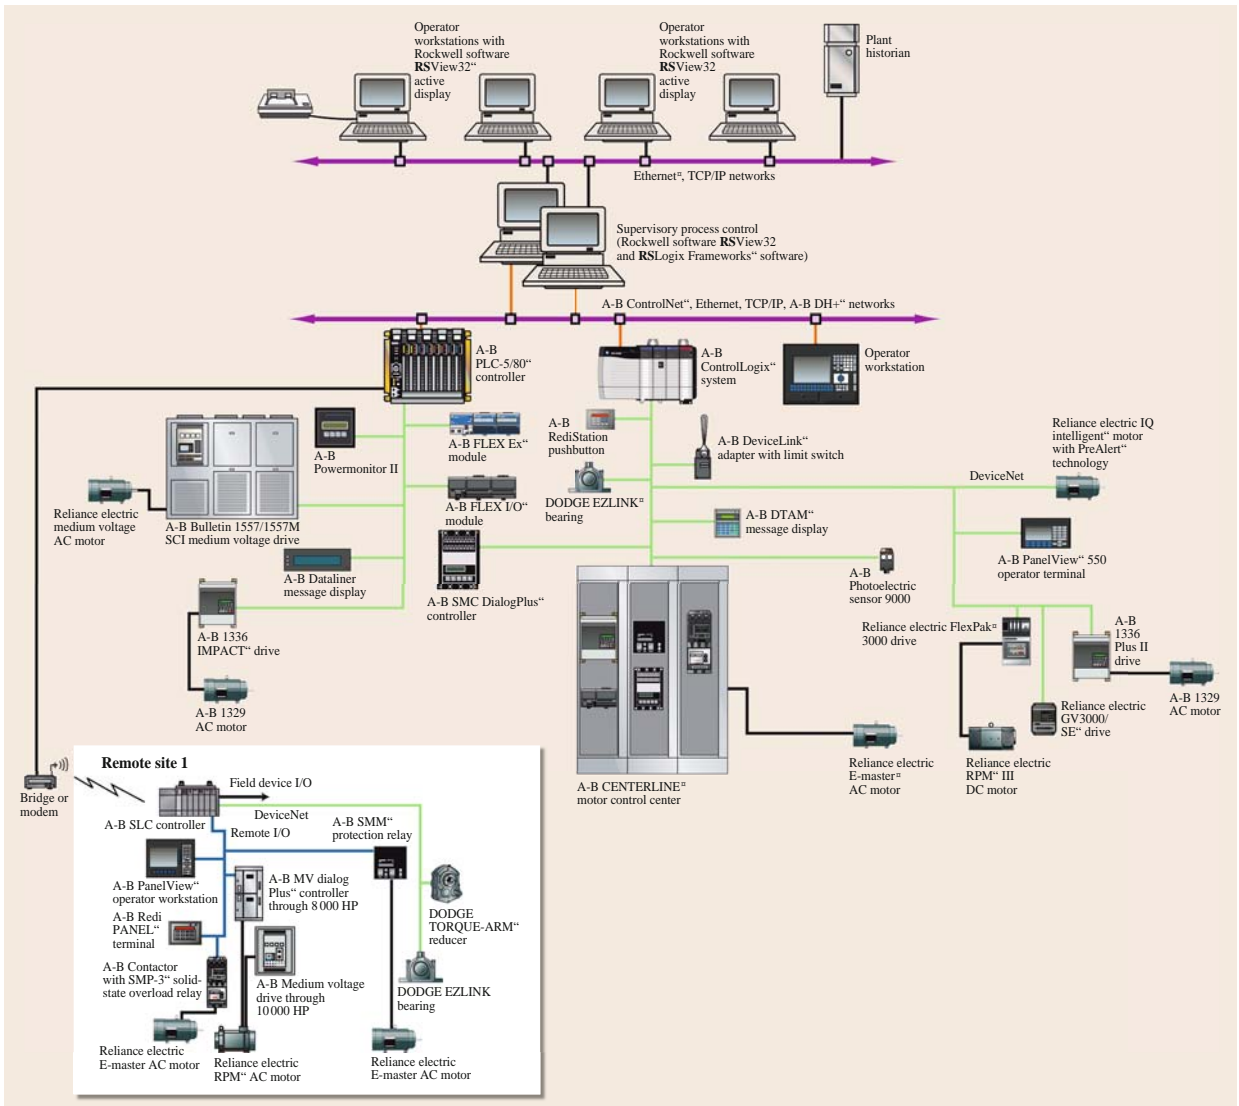 Operator
workstations with
Rockwell software
RSView32“
active
display
Operator
workstations with
Rockwell software
RSView32
active
display
Plant
historian
Ethernet¤, TCP/IP networks
Supervisory process control
(Rockwell software RSView32
and RSLogix Frameworks“ software)
A-B ControlNet“, Ethernet, TCP/IP, A-B DH+“ networks
A-B
PLC-5/80“
controller
A-B
ControlLogix“
system
Operator
workstation
A-B
Powermonitor II
A-B FLEX Ex“
module
A-B
RediStation
pushbutton
A-B DeviceLink“
adapter with limit switch
Reliance electric IQ
intelligent“ motor
with PreAlert“
technology
DeviceNet
Reliance electric
medium voltage
AC motor
A-B Bulletin 1557/1557M
SCI medium voltage drive
A-B FLEX I/O“
module
DODGE EZLINK¤
bearing
A-B DTAM“
message display
A-B PanelView“ 550
operator terminal
A-B Dataliner
message display
A-B SMC DialogPlus“
controller
A-B
Photoelectric
sensor 9000
A-B 1336
IMPACT“ drive
Reliance electric FlexPak¤
3000 drive
A-B
1336
Plus II
drive
A-B 1329
AC motor
Reliance electric
GV3000/
SE“ drive
A-B 1329
AC motor
A-B CENTERLINE¤
motor control center
Reliance electric
E-master¤
AC motor
Reliance electric
RPM“ III
DC motor
Bridge or
modem
Remote site 1
Field device I/O
DeviceNet
A-B SLC controller
Remote I/O
A-B SMM“
protection relay
A-B PanelView“
operator workstation
A-B MV dialog
Plus“ controller
through 8 000 HP
A-B Redi
PANEL“
terminal
DODGE
TORQUE-ARM“
reducer
A-B Contactor
with SMP-3“ solid-
state overload relay
A-B Medium voltage
drive through
10 000 HP
DODGE EZLINK
bearing
Reliance electric
E-master AC motor
Reliance electric
RPM“ AC motor
Reliance electric
E-master AC motor